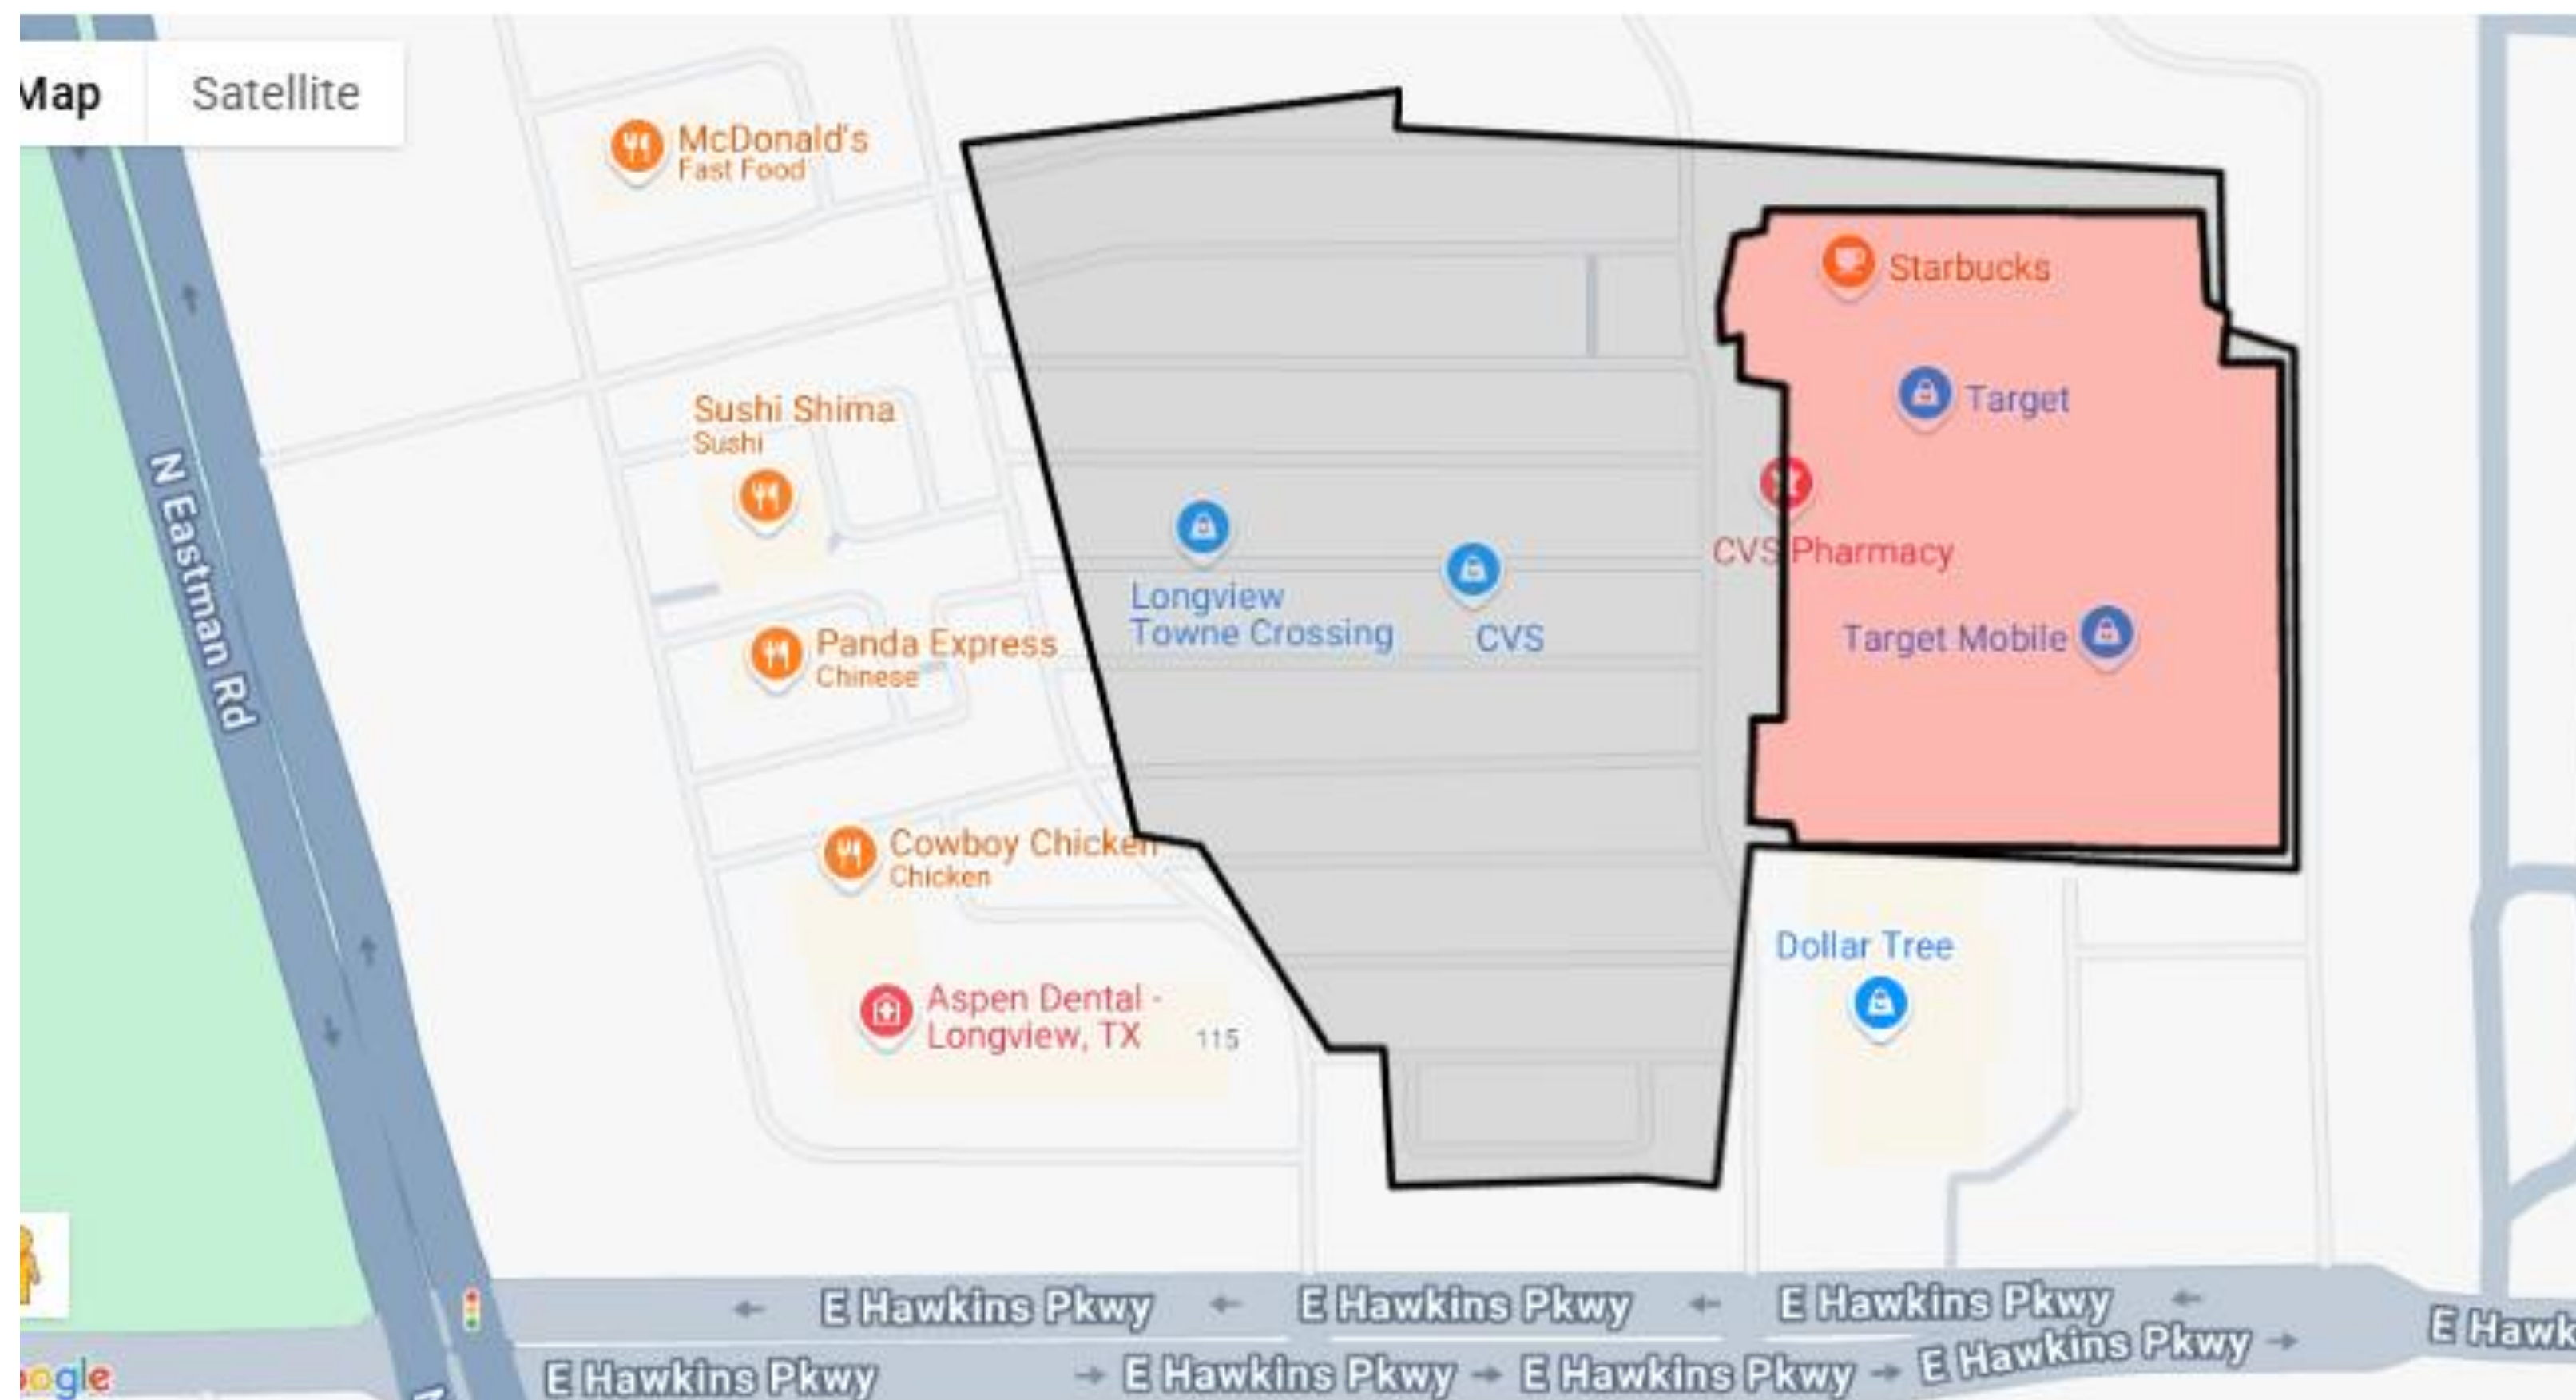 Map
Satellite
McDonald's
Fast Food
Starbucks
Target
Sushi Shima
Sushi
N Eastman Rd
CVS Pharmacy
Longview
Towne Crossing
CVS
Target Mobile
Panda Express
Chinese
Cowboy Chicken
Chicken
Dollar Tree
Aspen Dental -
Longview, TX
115
E Hawkins Pkwy
E Hawkins Pkwy
E Hawkins Pkwy
E Hawk
E Hawkins Pkwy
E Hawkins Pkwy
E Hawkins Pkwy
E Hawkins Pkwy
ogle